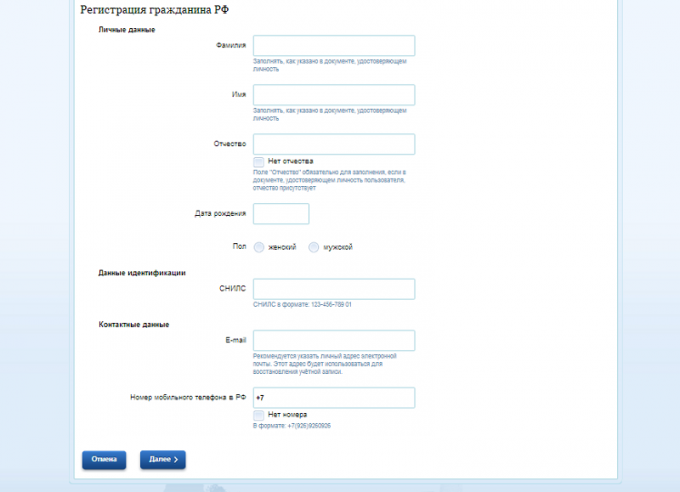 Регистрация гражданина РФ
Личные данные
Фамилия
Заполнять, как указано в документе, удостоверяющем
личность
Имя
Заполнять, как указано в документе, удостоверяющем
личность
Отчество
Нет отчества
Поле "Отчество" обязательно для заполнения, если в
документе, удостоверяющем личность пользователя,
отчество присутствует
Дата рождения
Пол женский мужской
Данные идентификации
СНИЛС
СНИЛС в формате: 123-456-789 01
Контактные данные
E-mail
Рекомендуется указать личный адрес электронной
почты. Этот адрес будет использоваться для
восстановления учётной записи.
Номер мобильного телефона в РФ +7
Нет номера
В формате: +7(926)9260926
Отмена Далее >